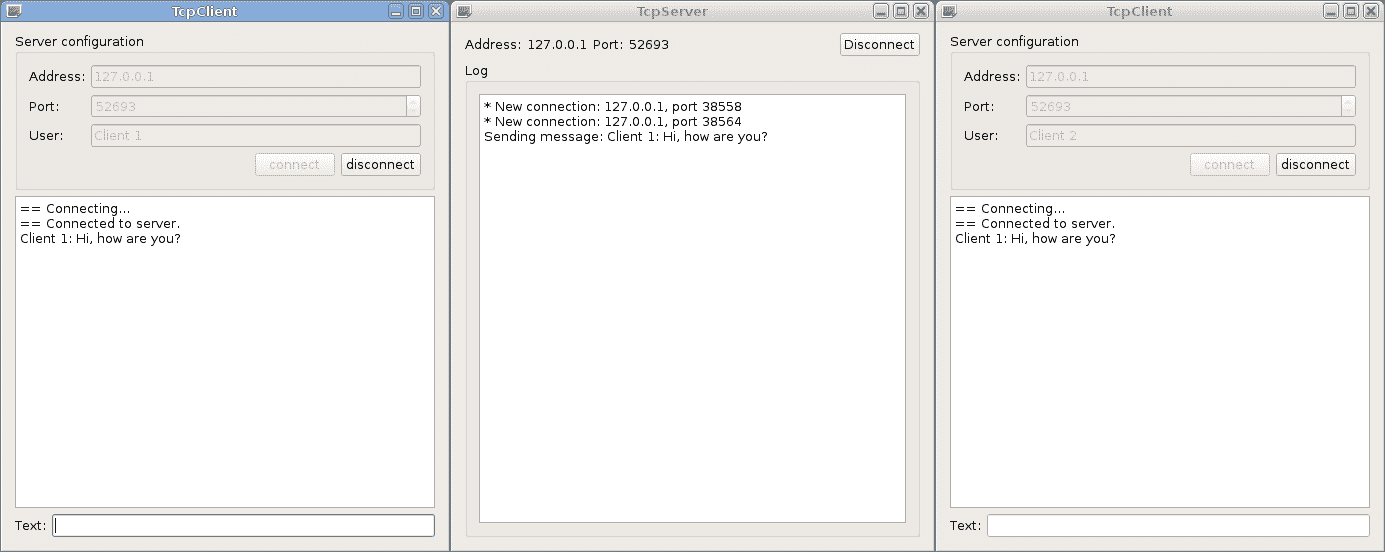 TcpClient
Server configuration
Address: 127.0.0.1
Port: 52693
User: Client 1
connect disconnect
== Connecting...
== Connected to server.
Client 1: Hi, how are you?
Text:
TcpServer
Address: 127.0.0.1 Port: 52693 Disconnect
Log
* New connection: 127.0.0.1, port 38558
* New connection: 127.0.0.1, port 38564
Sending message: Client 1: Hi, how are you?
TcpClient
Server configuration
Address: 127.0.0.1
Port: 52693
User: Client 2
connect disconnect
== Connecting...
== Connected to server.
Client 1: Hi, how are you?
Text: